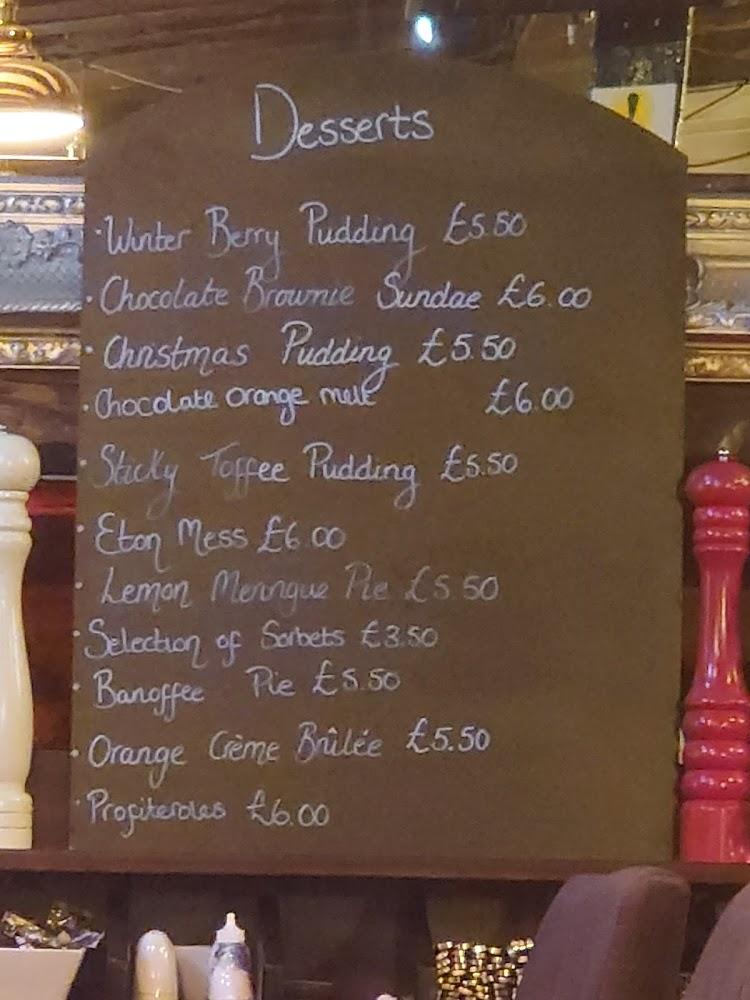 Desserts
· Winter Berry Pudding £5.50
· Chocolate Brownie Sundae £6.00
· Christmas Pudding £5.50
· Chocolate orange melt £6.00
· Sticky Toffee Pudding £5.50
· Eton Mess £6.00
· Lemon Meringue Pie £5.50
· Selection of Sorbets £3.50
· Banoffee Pie £5.50
· Orange Crème Brûlée £5.50
· Profiteroles £6.00